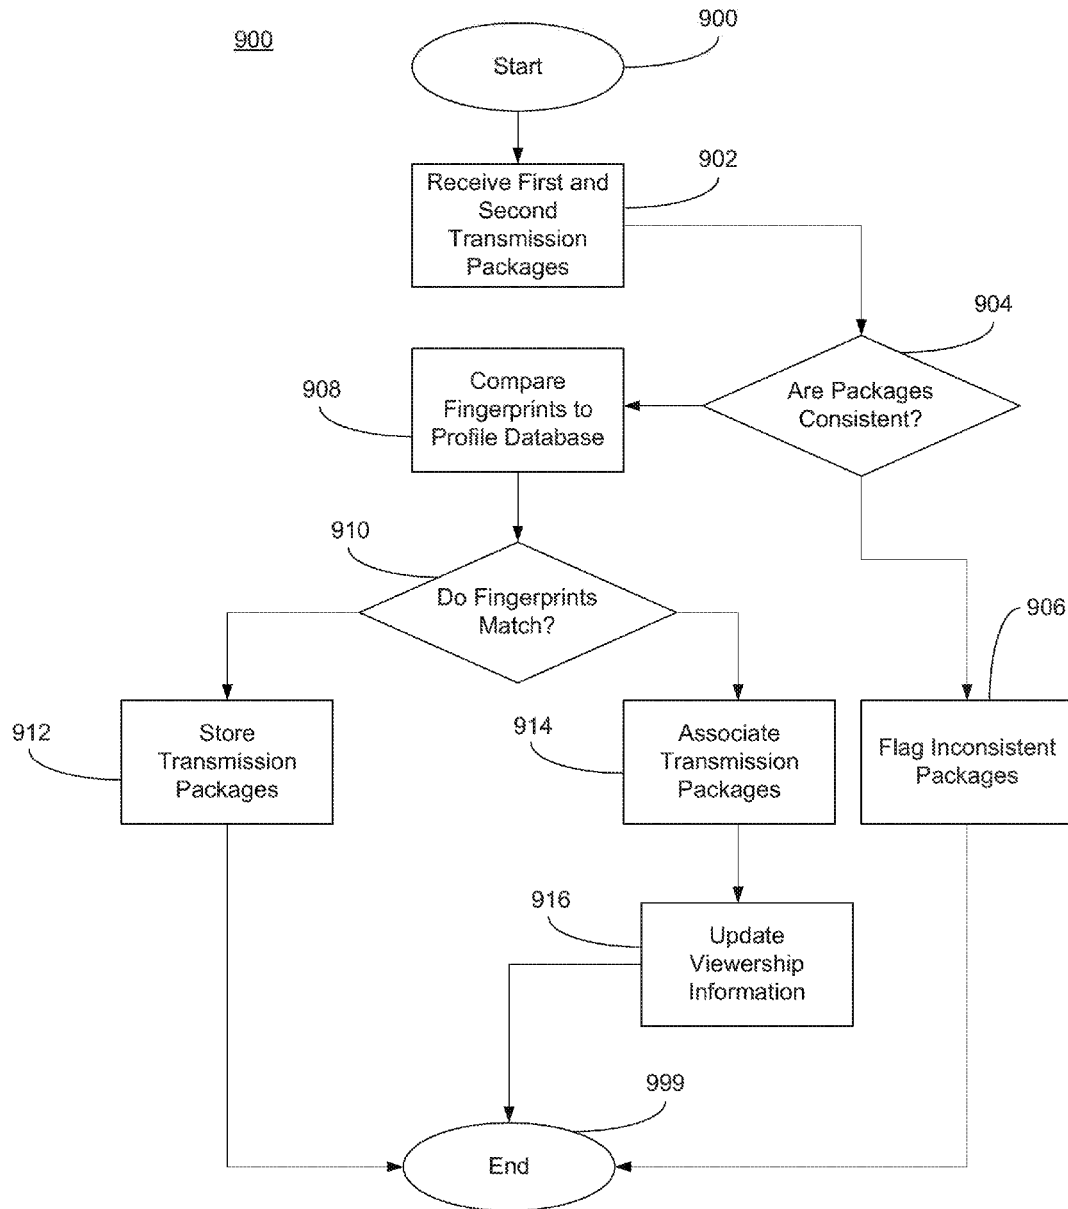 900
900
Start
902
Receive First and
Second
Transmission
Packages
904
Are Packages
Consistent?
908
Compare
Fingerprints to
Profile Database
910
Do Fingerprints
Match?
906
912
Store
Transmission
Packages
914
Associate
Transmission
Packages
Flag Inconsistent
Packages
916
Update
Viewership
Information
999
End